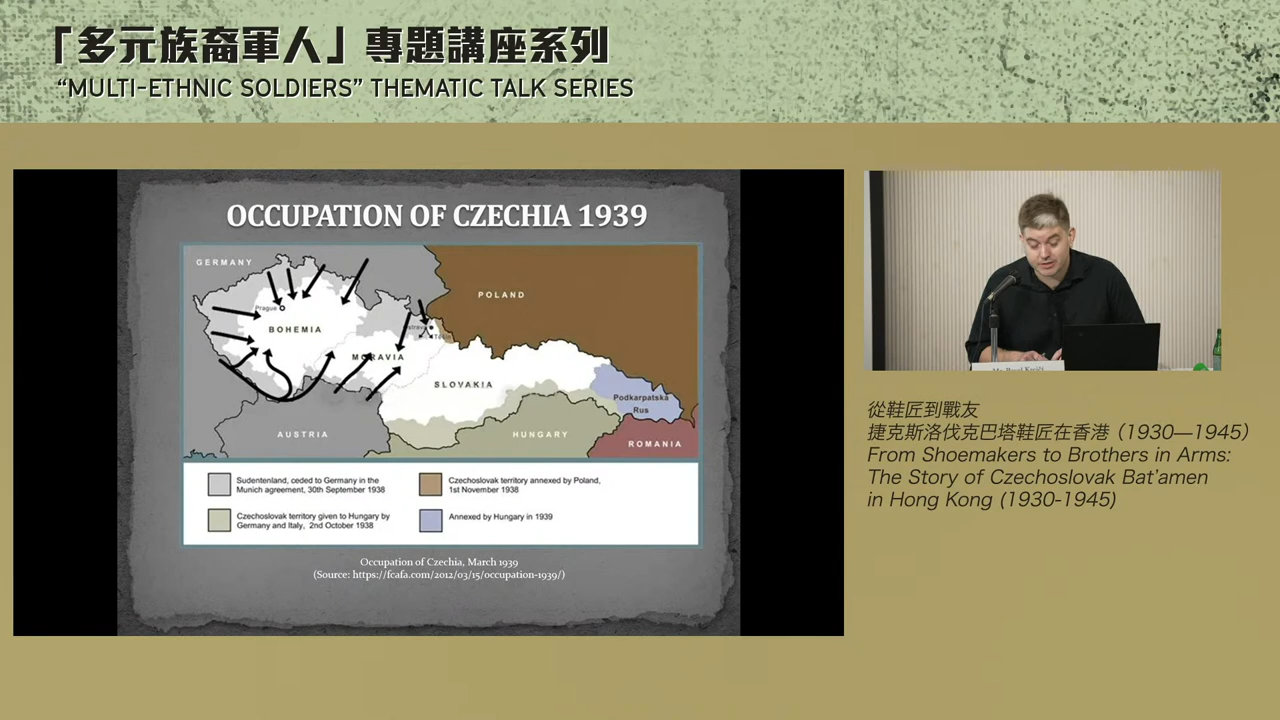 「多元族裔軍人」專題講座系列
“MULTI-ETHNIC SOLDIERS” THEMATIC TALK SERIES
OCCUPATION OF CZECHIA 1939
GERMANY
POLAND
Prague
BOHEMIA
MORAVIA
SLOVAKIA
Podkarpatská
Rus
AUSTRIA
HUNGARY
ROMANIA
Sudentenland, ceded to Germany in the
Munich agreement, 30th September 1938
Czechoslovak territory annexed by Poland,
1st November 1938
Czechoslovak territory given to Hungary by
Germany and Italy, 2nd October 1938
Annexed by Hungary in 1939
Occupation of Czechia, March 1939
(Source: https://fcafa.com/2012/03/15/occupation-1939/)
從鞋匠到戰友
捷克斯洛伐克巴塔鞋匠在香港（1930—1945）
From Shoemakers to Brothers in Arms:
The Story of Czechoslovak Bat’amen
in Hong Kong (1930-1945)